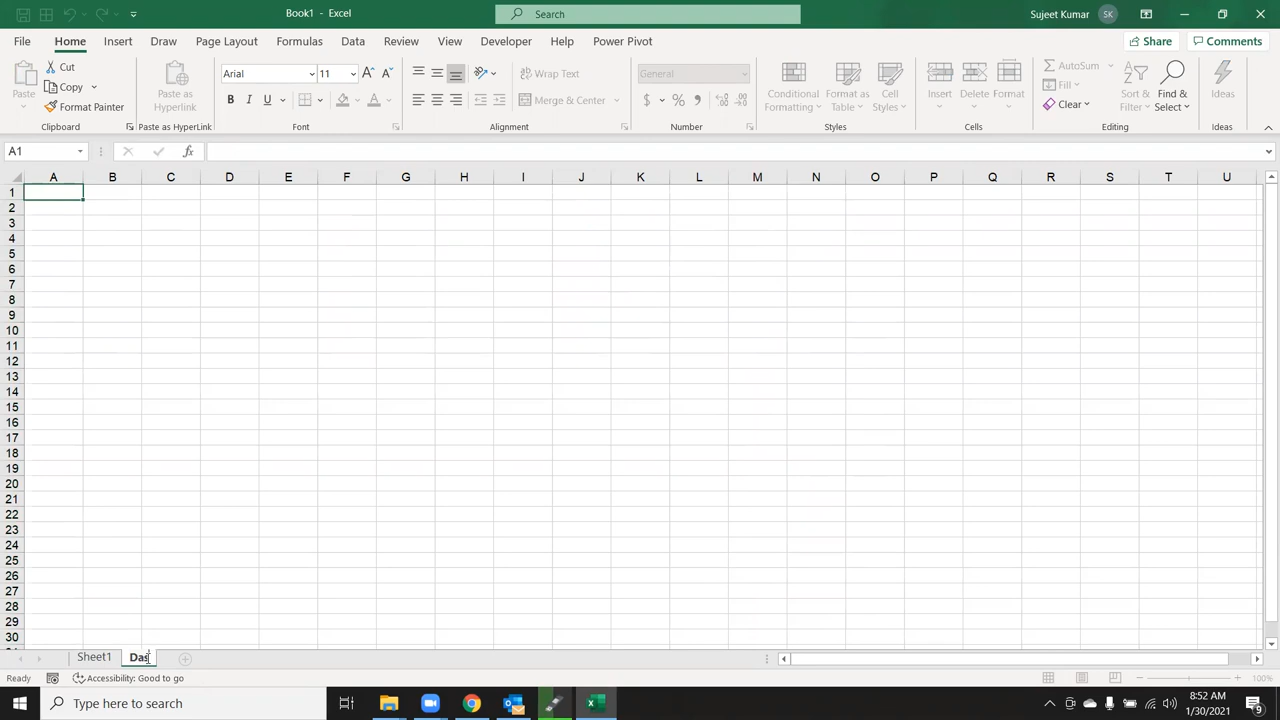 Book1 - Excel
Search
Sujeet Kumar
SK
File
Home
Insert
Draw
Page Layout
Formulas
Data
Review
View
Developer
Help
Power Pivot
Share
Comments
Paste
Cut
Copy
Format Painter
Clipboard
Paste as
Hyperlink
Paste as HyperLink
Arial
11
B
I
U
Font
Wrap Text
Merge & Center
Alignment
General
$
%
Number
Conditional
Formatting
Format as
Table
Cell
Styles
Styles
Insert
Delete
Format
Cells
AutoSum
Fill
Clear
Sort &
Filter
Find &
Select
Editing
Ideas
Ideas
A1
fx
A B C D E F G H I J K L M N O P Q R S T U
1
2
3
4
5
6
7
8
9
10
11
12
13
14
15
16
17
18
19
20
21
22
23
24
25
26
27
28
29
30
Sheet1
Das
Ready
Accessibility: Good to go
100%
Type here to search
8:52 AM
1/30/2021